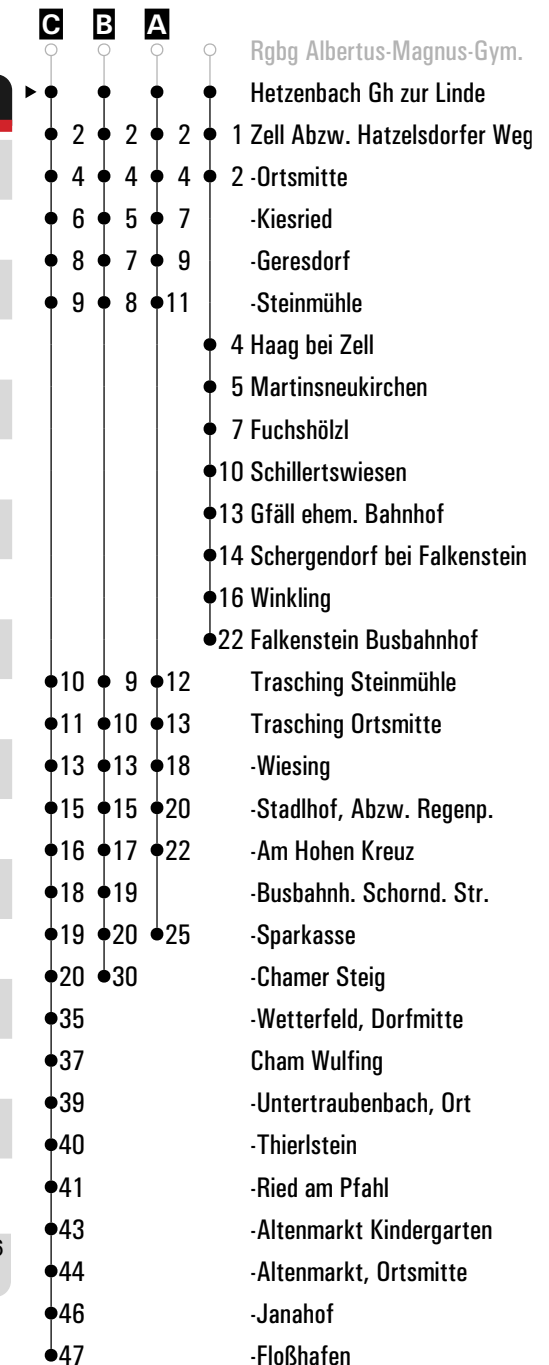 C B A
Rgbg Albertus-Magnus-Gym.
Hetzenbach Gh zur Linde
2 2 2 1 Zell Abzw. Hatzelsdorfer Weg
4 4 4 2 -Ortsmitte
6 5 7 -Kiesried
8 7 9 -Geresdorf
9 8 11 -Steinmühle
4 Haag bei Zell
5 Martinsneukirchen
7 Fuchshölzl
10 Schillertswiesen
13 Gfäll ehem. Bahnhof
14 Schergendorf bei Falkenstein
16 Winkling
22 Falkenstein Busbahnhof
10 9 12 Trasching Steinmühle
11 10 13 Trasching Ortsmitte
13 13 18 -Wiesing
15 15 20 -Stadlhof, Abzw. Regenp.
16 17 22 -Am Hohen Kreuz
18 19 -Busbahnh. Schornd. Str.
19 20 25 -Sparkasse
20 30 -Chamer Steig
35 -Wetterfeld, Dorfmitte
37 Cham Wulfing
39 -Untertraubenbach, Ort
40 -Thierlstein
41 -Ried am Pfahl
43 -Altenmarkt Kindergarten
44 -Altenmarkt, Ortsmitte
46 -Janahof
47 -Floßhafen